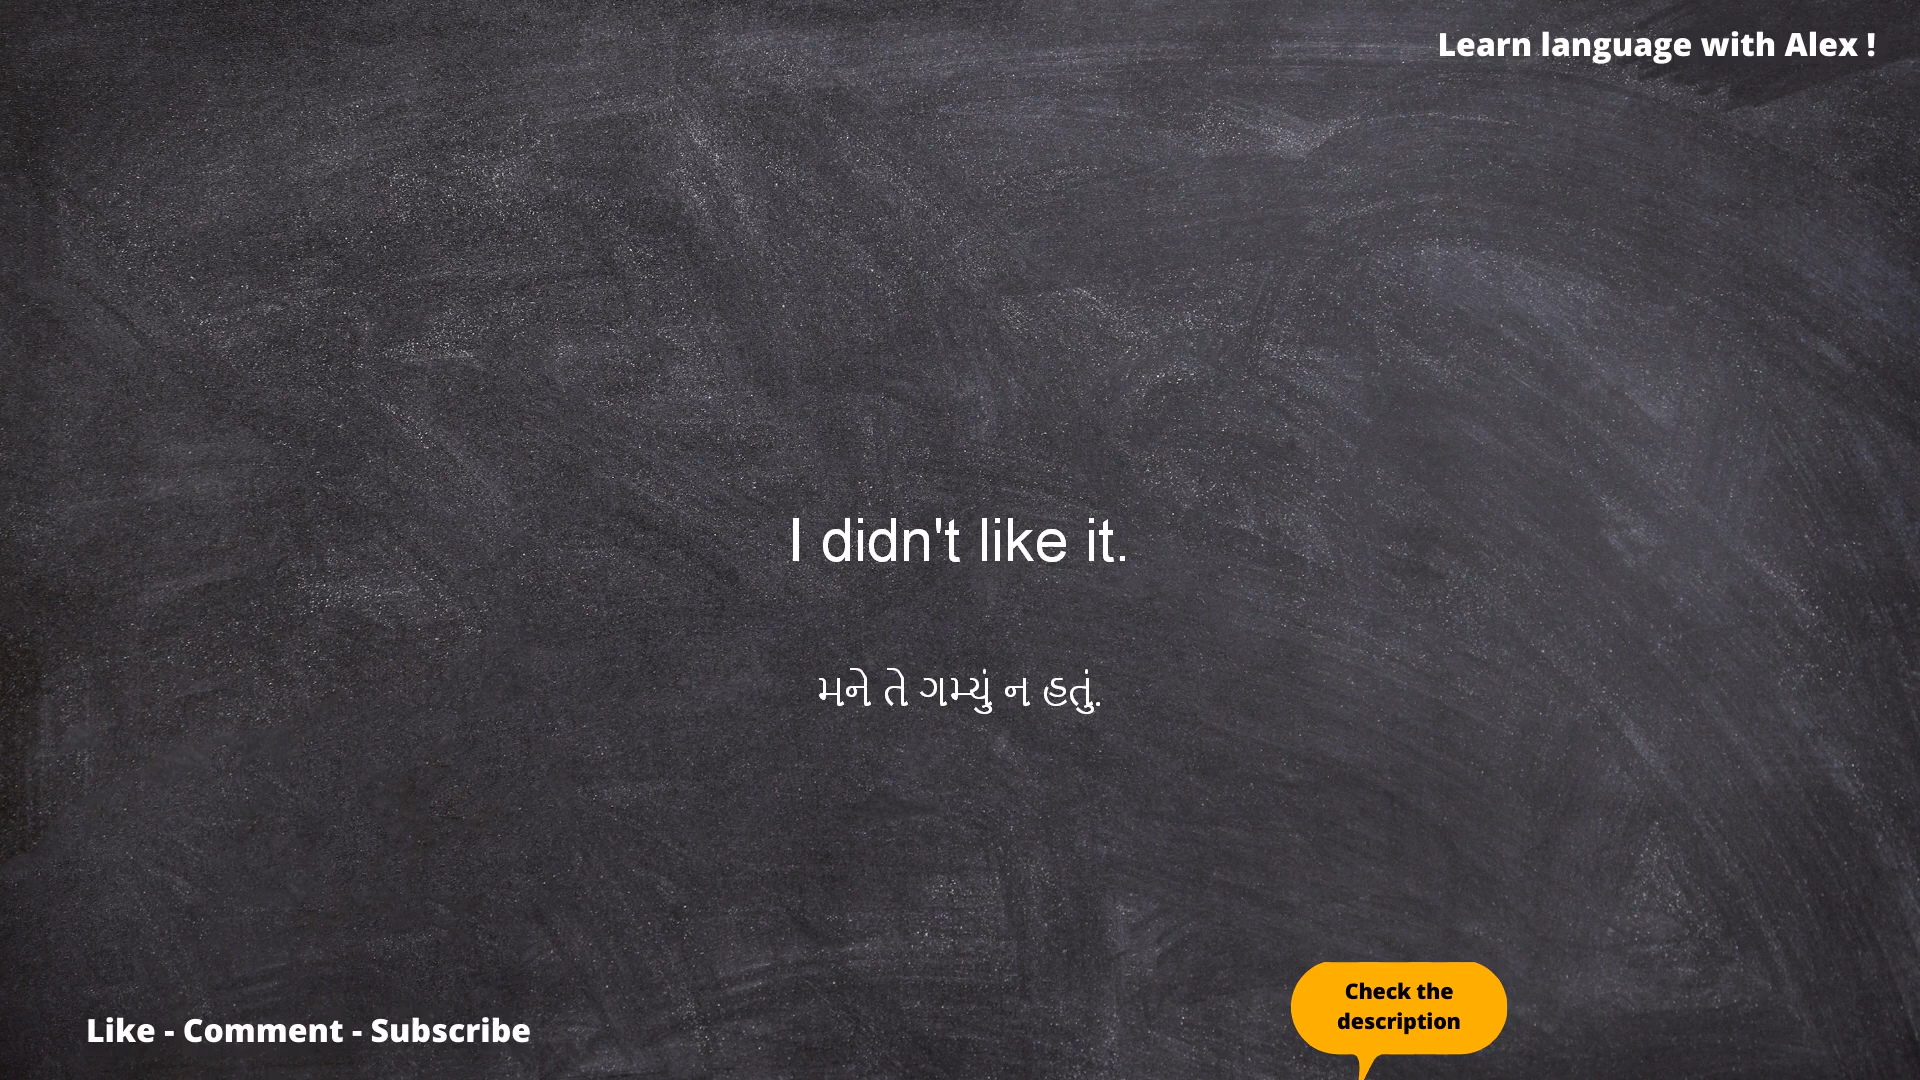 Learn language with Alex !
I didn't like it.
મને તે ગમ્યું ન હતું.
Check the
description
Like - Comment - Subscribe